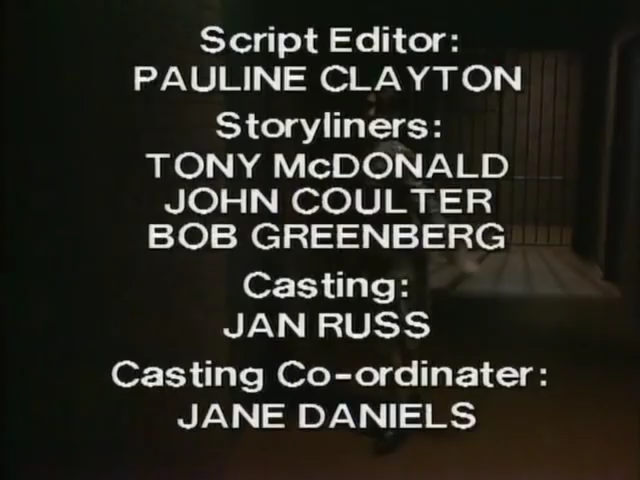 Script Editor:
PAULINE CLAYTON
Storyliners:
TONY McDONALD
JOHN COULTER
BOB GREENBERG
Casting:
JAN RUSS
Casting Co-ordinater:
JANE DANIELS